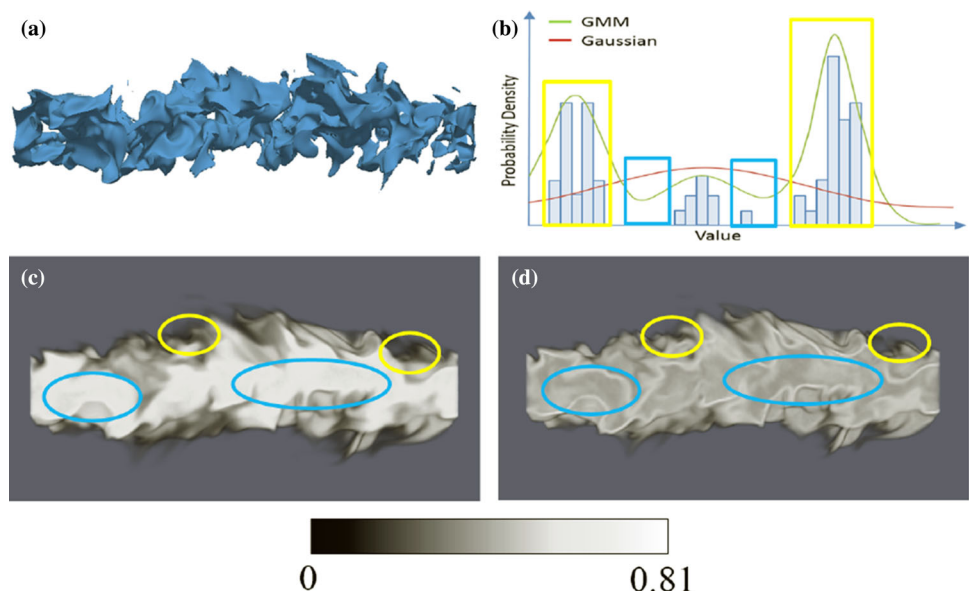 (a)
(b)
GMM
Gaussian
Probability Density
Value
(c)
(d)
0
0.81